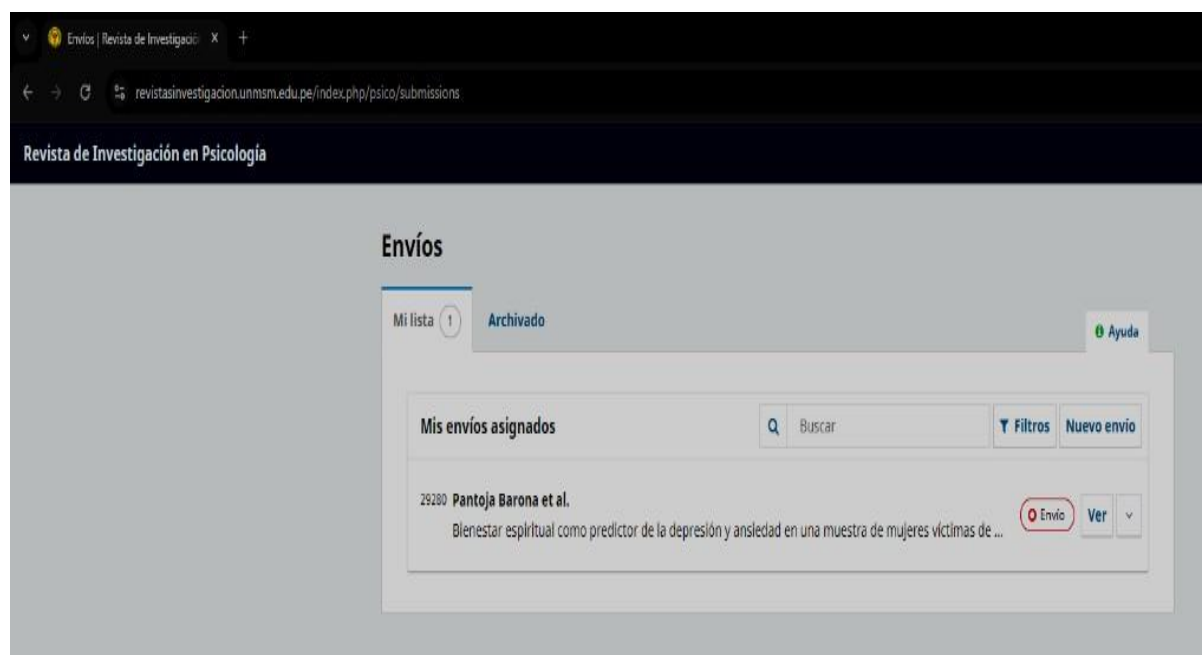 Envíos | Revista de Investigació
revistasinvestigacion.unmsm.edu.pe/index.php/psico/submissions
Revista de Investigación en Psicología
Envíos
Mi lista 1
Archivado
Ayuda
Mis envíos asignados
Buscar
Filtros
Nuevo envío
29280 Pantoja Barona et al.
Bienestar espiritual como predictor de la depresión y ansiedad en una muestra de mujeres víctimas de ...
Envío
Ver